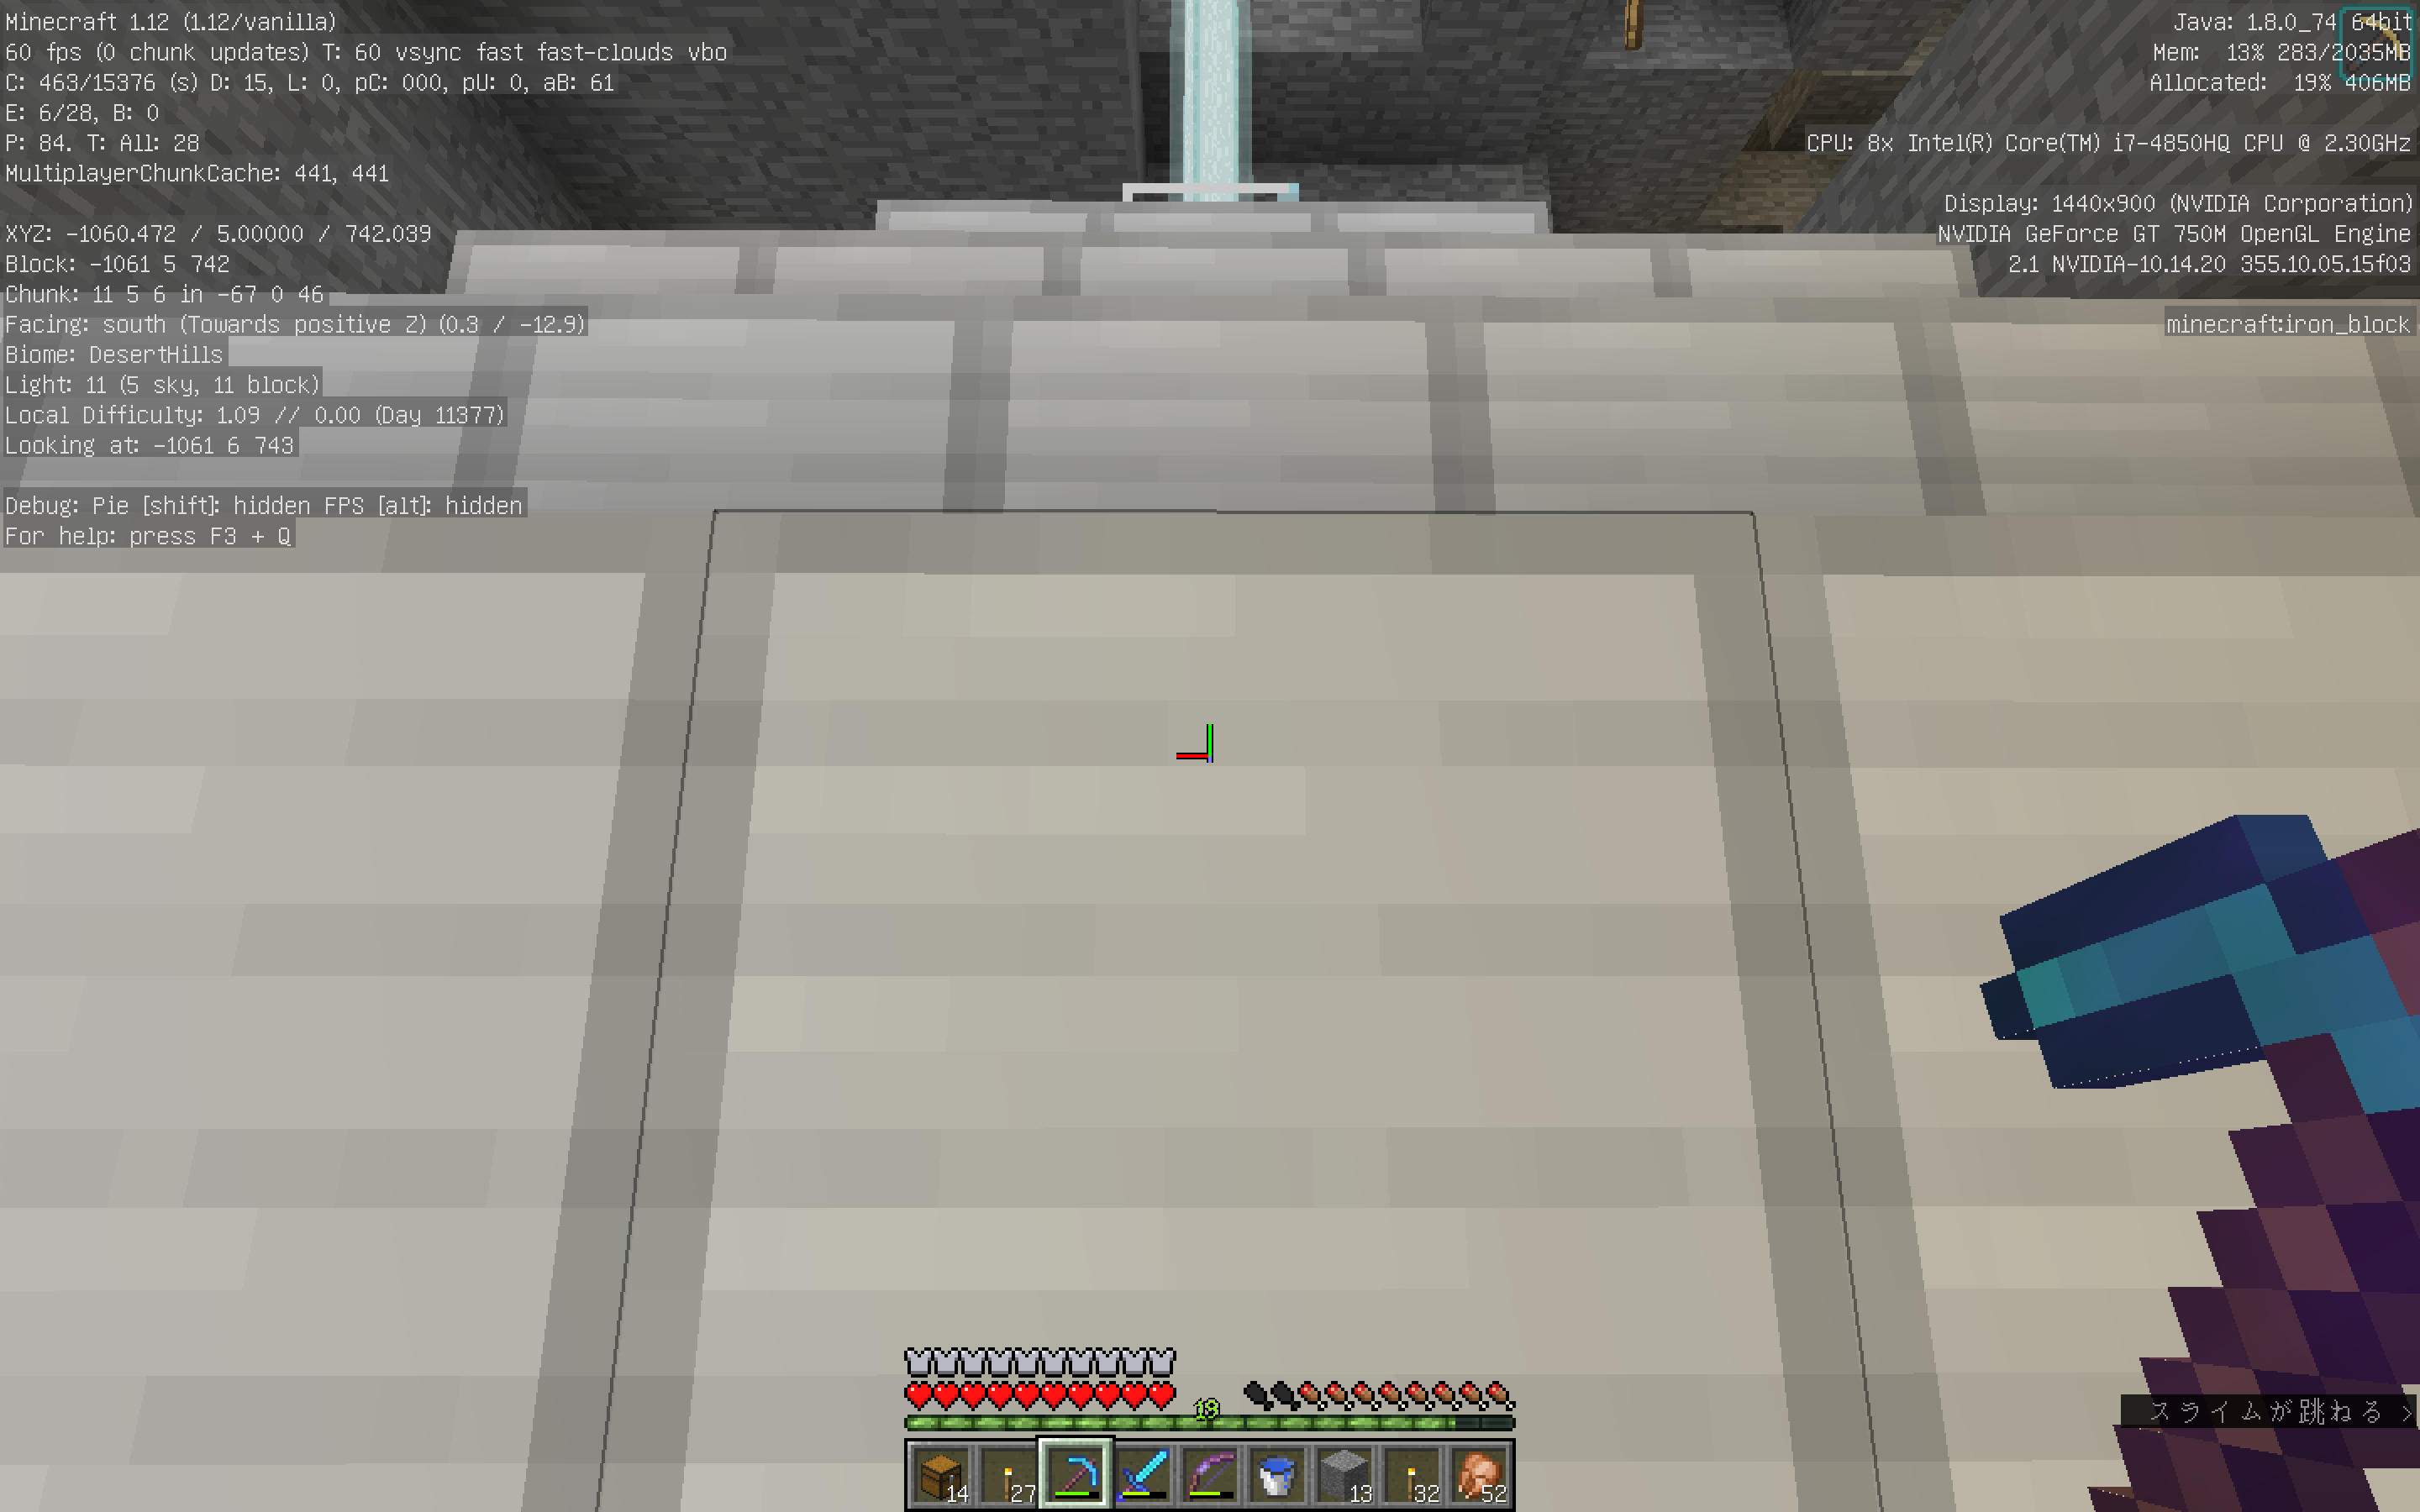 Minecraft 1.12 (1.12/vanilla)
60 fps (0 chunk updates) T: 60 vsync fast fast-clouds vbo
C: 463/15376 (s) D: 15, L: 0, pC: 000, pU: 0, aB: 61
E: 6/28, B: 0
P: 84. T: All: 28
MultiplayerChunkCache: 441, 441
XYZ: -1060.472 / 5.00000 / 742.039
Block: -1061 5 742
Chunk: 11 5 6 in -67 0 46
Facing: south (Towards positive Z) (0.3 / -12.9)
Biome: DesertHills
Light: 11 (5 sky, 11 block)
Local Difficulty: 1.09 // 0.00 (Day 11377)
Looking at: -1061 6 743
Debug: Pie [shift]: hidden FPS [alt]: hidden
For help: press F3 + Q
Java: 1.8.0_74 64bit
Mem: 13% 283/2035MB
Allocated: 19% 406MB
CPU: 8x Intel(R) Core(TM) i7-4850HQ CPU @ 2.30GHz
Display: 1440x900 (NVIDIA Corporation)
NVIDIA GeForce GT 750M OpenGL Engine
2.1 NVIDIA-10.14.20 355.10.05.15f03
minecraft:iron_block
スライムが跳ねる >
18
14 27 13 32 52